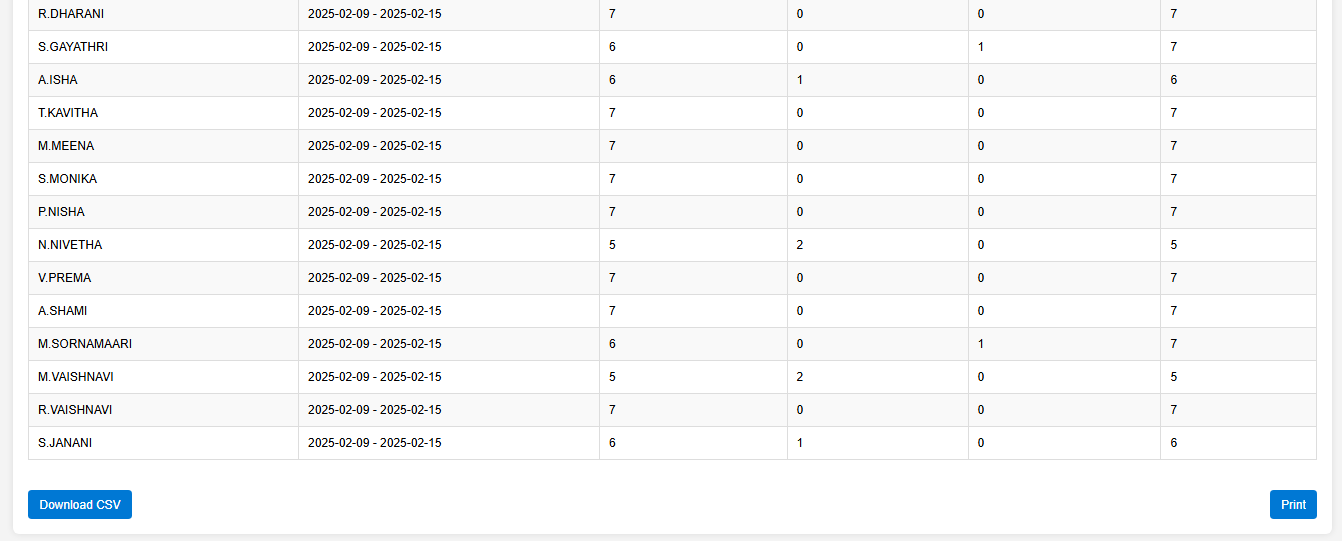 R.DHARANI 2025-02-09 - 2025-02-15 7 0 0 7
S.GAYATHRI 2025-02-09 - 2025-02-15 6 0 1 7
A.ISHA 2025-02-09 - 2025-02-15 6 1 0 6
T.KAVITHA 2025-02-09 - 2025-02-15 7 0 0 7
M.MEENA 2025-02-09 - 2025-02-15 7 0 0 7
S.MONIKA 2025-02-09 - 2025-02-15 7 0 0 7
P.NISHA 2025-02-09 - 2025-02-15 7 0 0 7
N.NIVETHA 2025-02-09 - 2025-02-15 5 2 0 5
V.PREMA 2025-02-09 - 2025-02-15 7 0 0 7
A.SHAMI 2025-02-09 - 2025-02-15 7 0 0 7
M.SORNAMAARI 2025-02-09 - 2025-02-15 6 0 1 7
M.VAISHNAVI 2025-02-09 - 2025-02-15 5 2 0 5
R.VAISHNAVI 2025-02-09 - 2025-02-15 7 0 0 7
S.JANANI 2025-02-09 - 2025-02-15 6 1 0 6
Download CSV Print